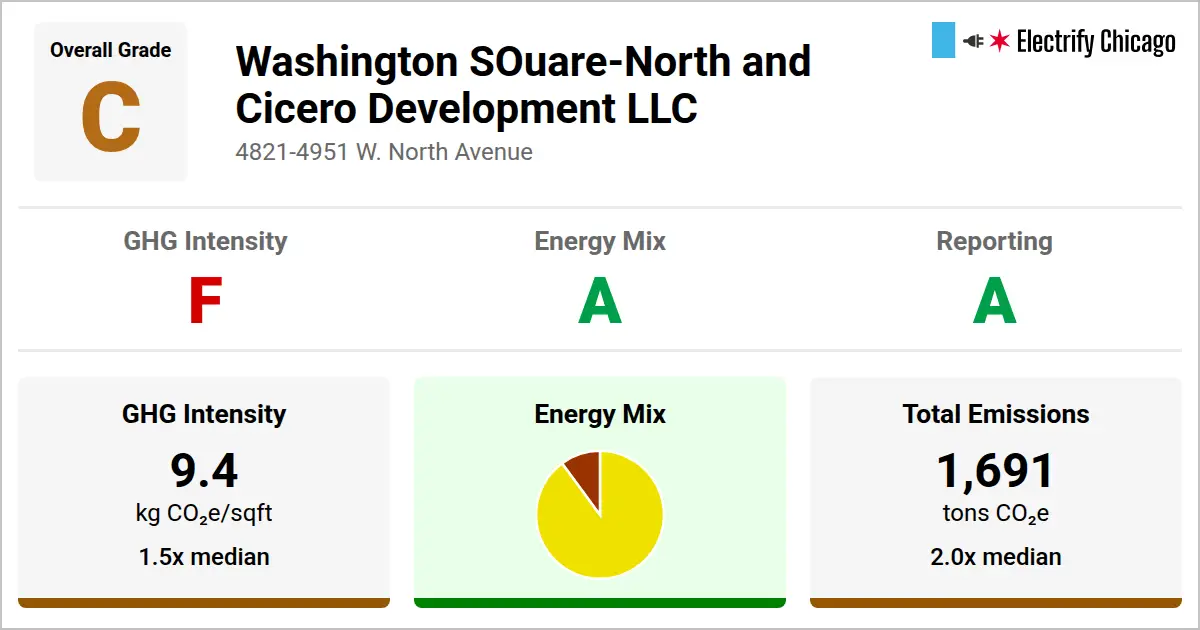 Overall Grade
C
Washington SOuare-North and
Cicero Development LLC
4821-4951 W. North Avenue
Electrify Chicago
GHG Intensity
F
Energy Mix
A
Reporting
A
GHG Intensity
9.4
kg CO₂e/sqft
1.5x median
Energy Mix
Total Emissions
1,691
tons CO₂e
2.0x median